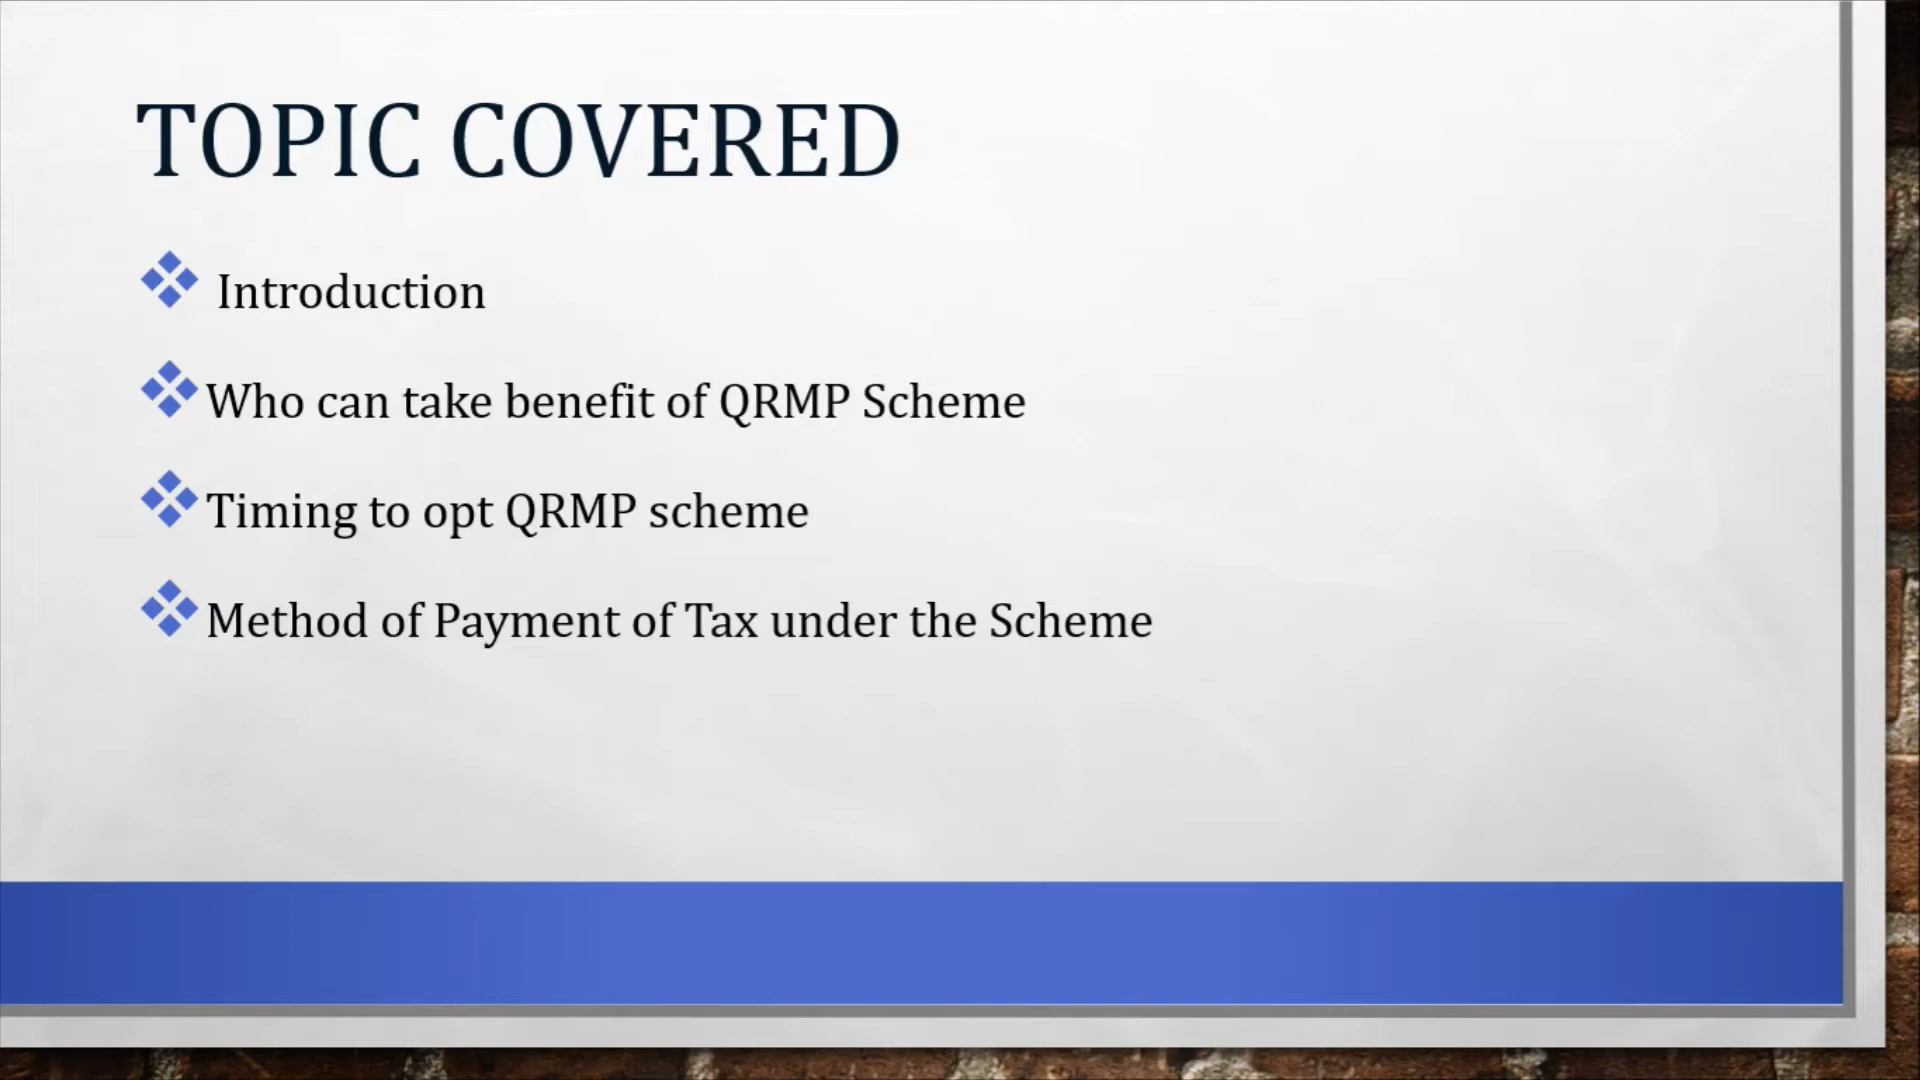 TOPIC COVERED
Introduction
Who can take benefit of QRMP Scheme
Timing to opt QRMP scheme
Method of Payment of Tax under the Scheme